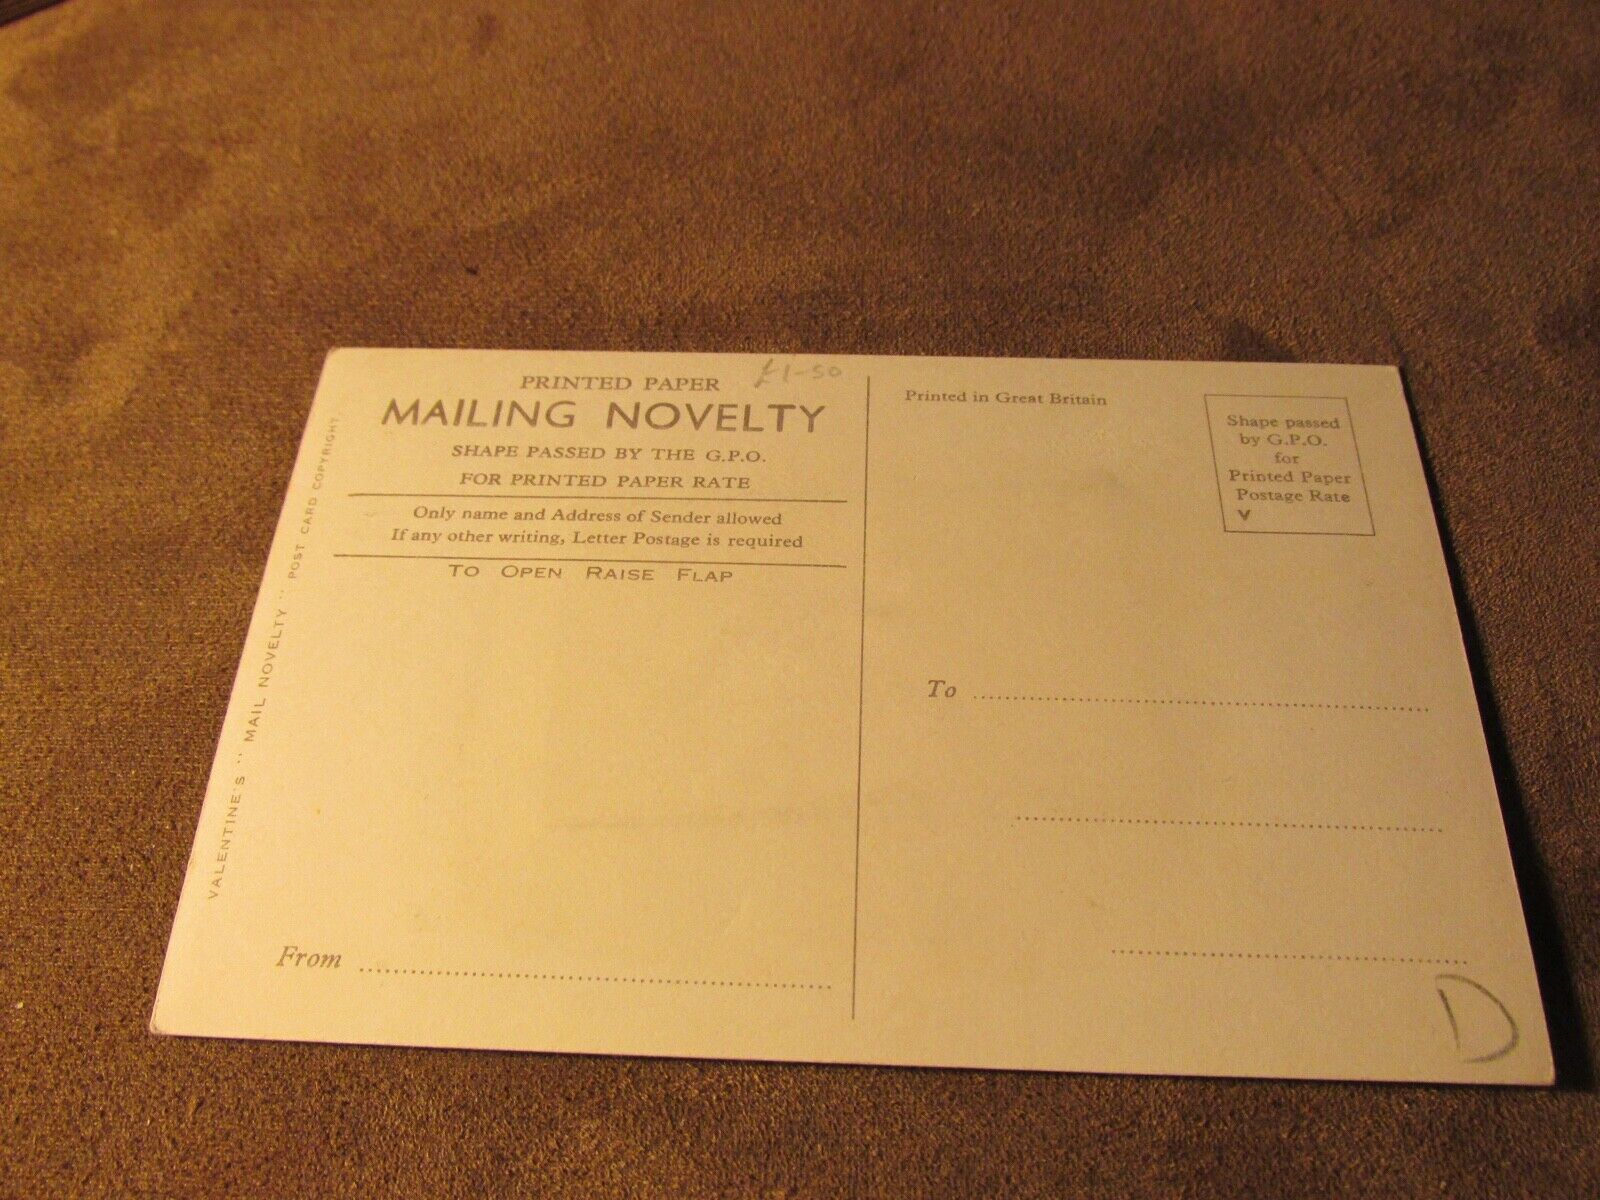 PRINTED PAPER
£1-50
MAILING NOVELTY
SHAPE PASSED BY THE G.P.O.
FOR PRINTED PAPER RATE
Only name and Address of Sender allowed
If any other writing, Letter Postage is required
TO OPEN RAISE FLAP
VALENTINE'S ·· MAIL NOVELTY ·· POST CARD COPYRIGHT
From
Printed in Great Britain
Shape passed
by G.P.O.
for
Printed Paper
Postage Rate
V
To
D